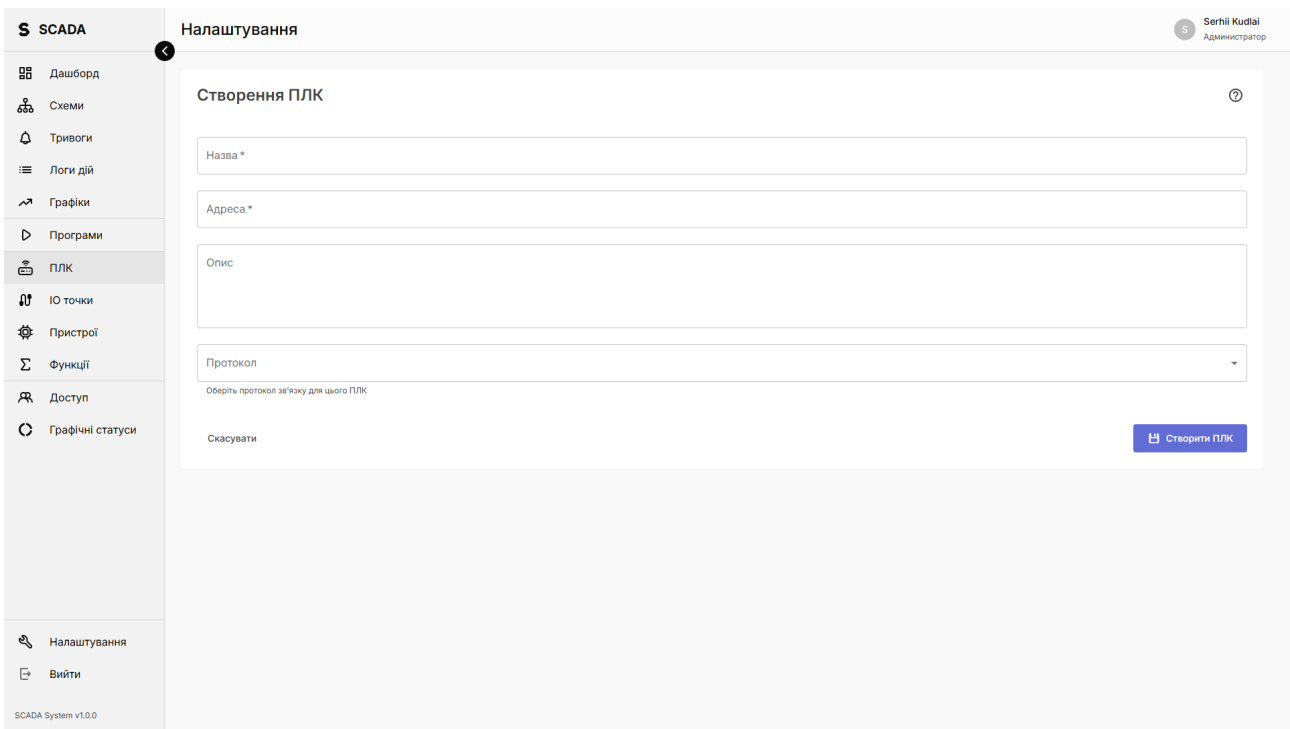 S SCADA
Налаштування
S
Serhii Kudlai
Администратор
Дашборд
Схеми
Тривоги
Логи дій
Графіки
Програми
ПЛК
IO точки
Пристрої
Функції
Доступ
Графічні статуси
Налаштування
Вийти
SCADA System v1.0.0
Створення ПЛК
Назва *
Адреса *
Опис
Протокол
Оберіть протокол зв'язку для цього ПЛК
Скасувати
Створити ПЛК